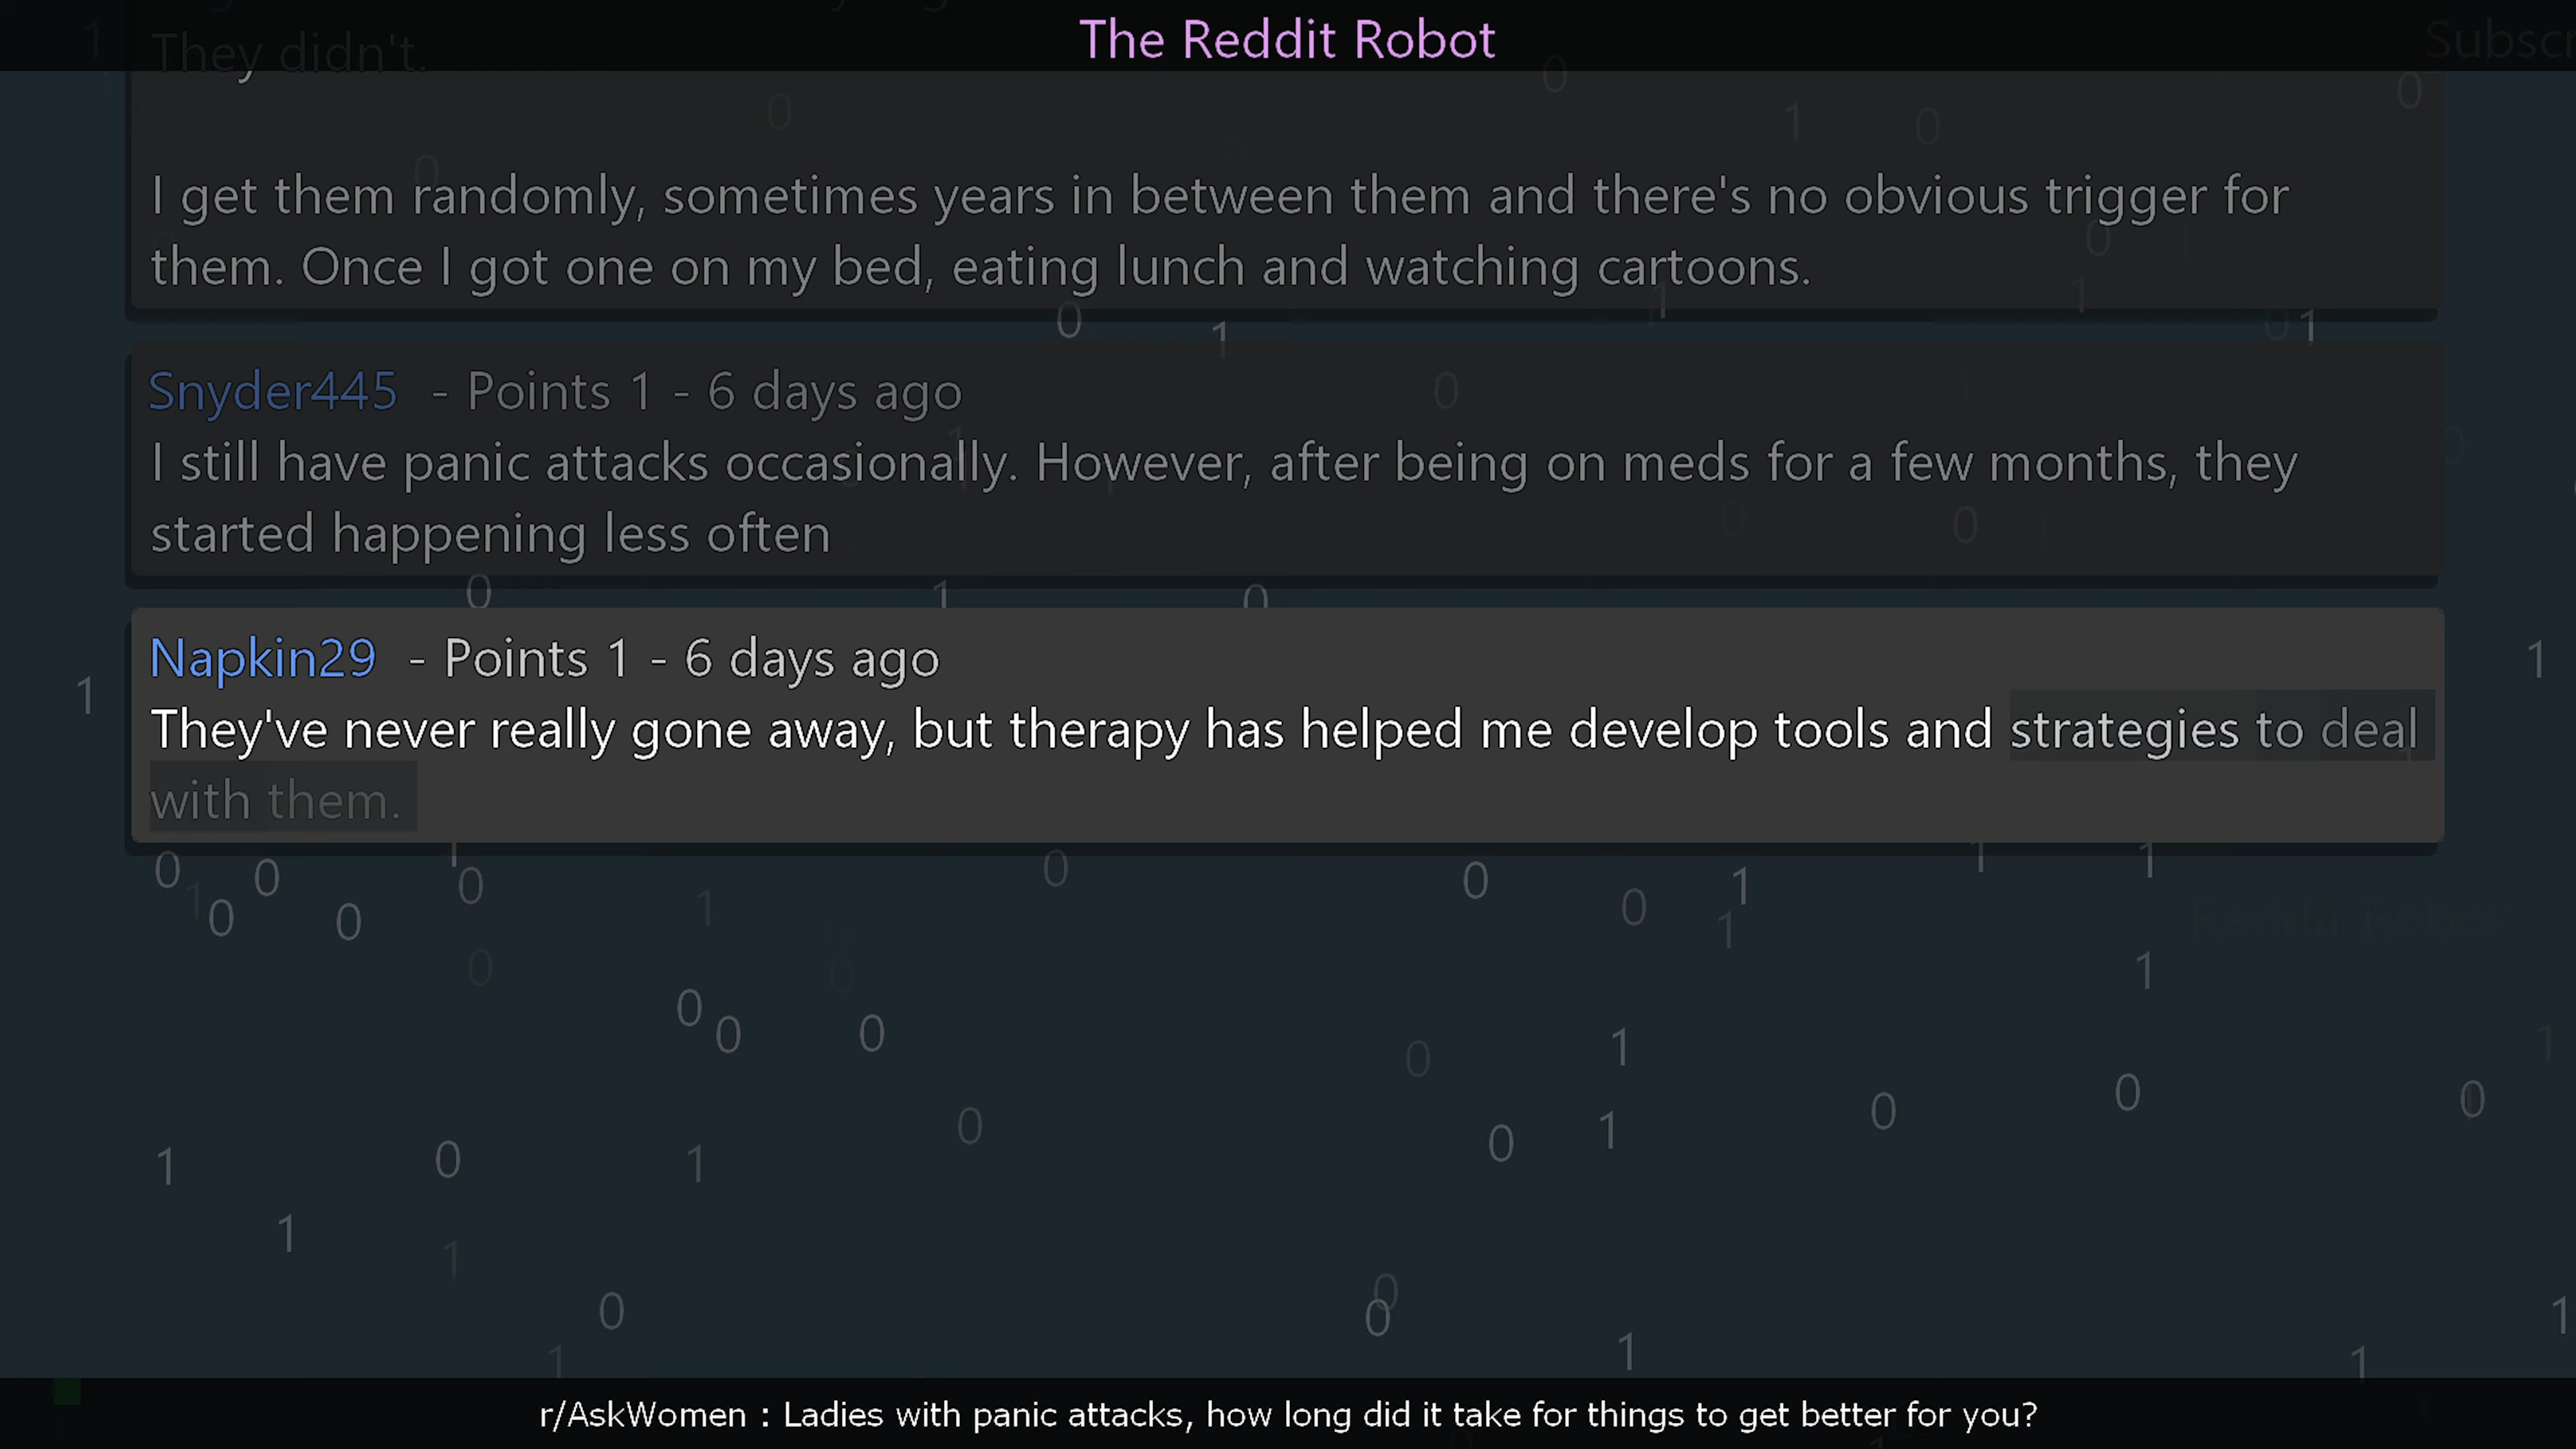 The Reddit Robot
Subscr
They didn't.
I get them randomly, sometimes years in between them and there's no obvious trigger for
them. Once I got one on my bed, eating lunch and watching cartoons.
Snyder445 - Points 1 - 6 days ago
I still have panic attacks occasionally. However, after being on meds for a few months, they
started happening less often
Napkin29 - Points 1 - 6 days ago
They've never really gone away, but therapy has helped me develop tools and strategies to deal
with them.
r/AskWomen : Ladies with panic attacks, how long did it take for things to get better for you?